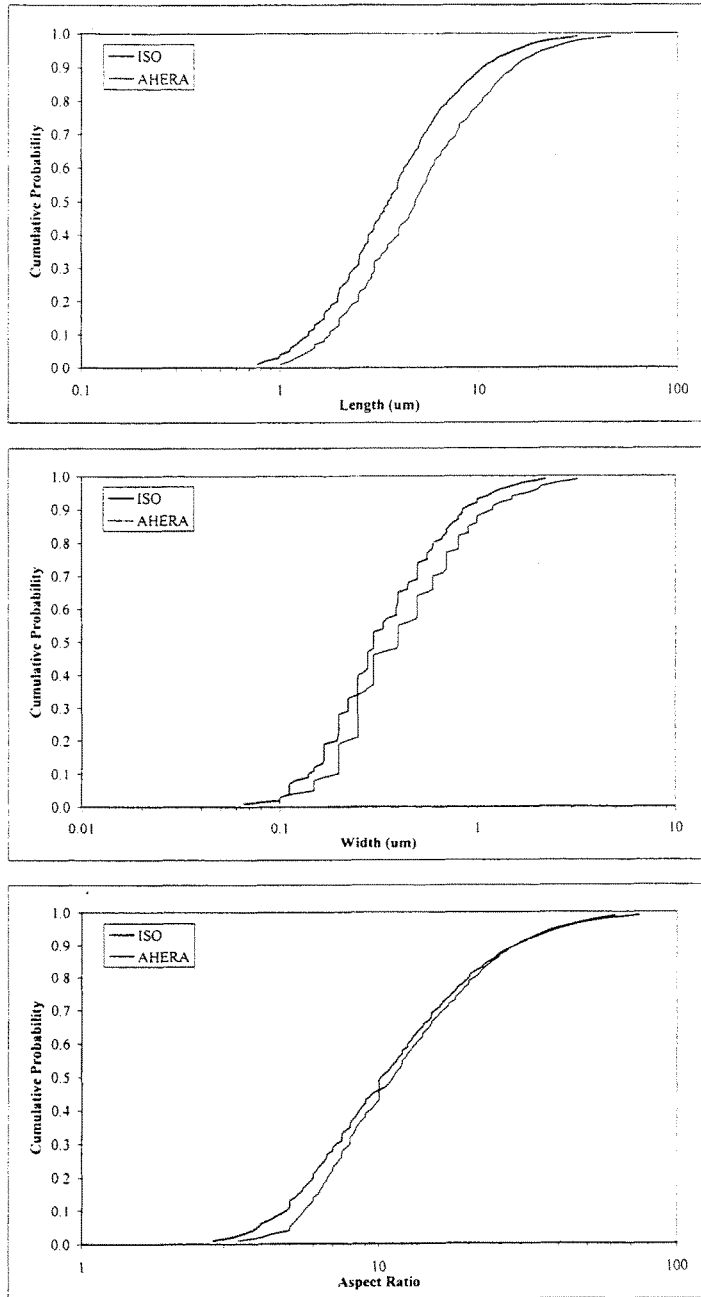 1.0
0.9
0.8
0.7
0.6
0.5
0.4
0.3
0.2
0.1
0.0
Cumulative Probability
ISO
AHERA
0.1 1 10 100
Length (um)
1.0
0.9
0.8
0.7
0.6
0.5
0.4
0.3
0.2
0.1
0.0
Cumulative Probability
ISO
AHERA
0.01 0.1 1 10
Width (um)
1.0
0.9
0.8
0.7
0.6
0.5
0.4
0.3
0.2
0.1
0.0
Cumulative Probability
ISO
AHERA
1 10 100
Aspect Ratio